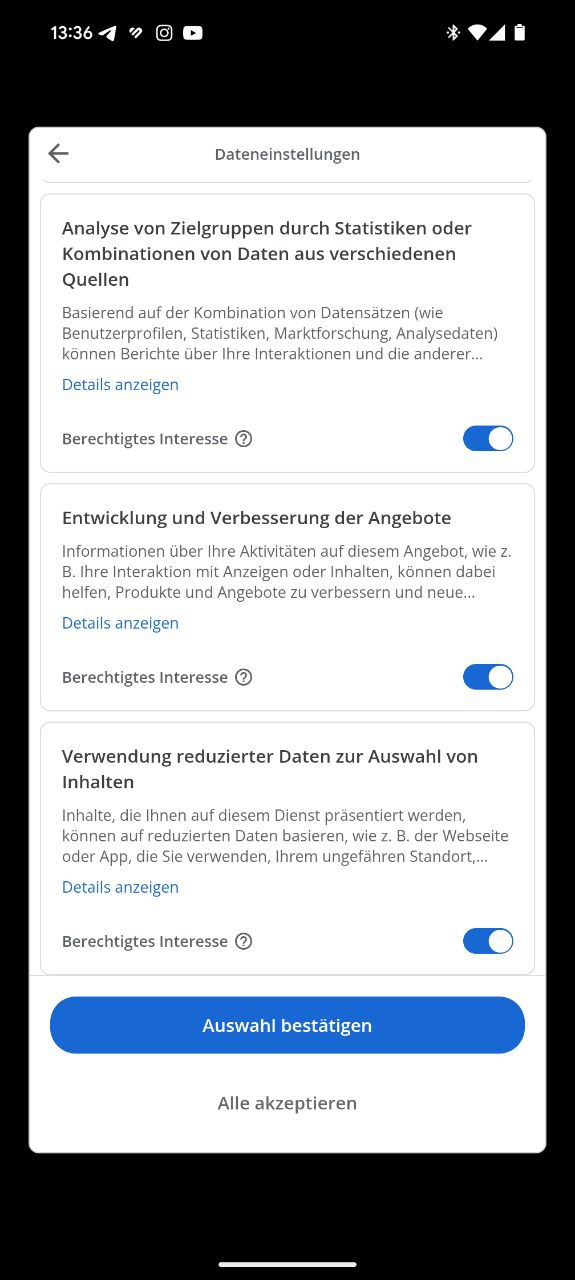 13:36
Dateneinstellungen
Analyse von Zielgruppen durch Statistiken oder
Kombinationen von Daten aus verschiedenen
Quellen
Basierend auf der Kombination von Datensätzen (wie
Benutzerprofilen, Statistiken, Marktforschung, Analysedaten)
können Berichte über Ihre Interaktionen und die anderer...
Details anzeigen
Berechtigtes Interesse ?
Entwicklung und Verbesserung der Angebote
Informationen über Ihre Aktivitäten auf diesem Angebot, wie z.
B. Ihre Interaktion mit Anzeigen oder Inhalten, können dabei
helfen, Produkte und Angebote zu verbessern und neue...
Details anzeigen
Berechtigtes Interesse ?
Verwendung reduzierter Daten zur Auswahl von
Inhalten
Inhalte, die Ihnen auf diesem Dienst präsentiert werden,
können auf reduzierten Daten basieren, wie z. B. der Webseite
oder App, die Sie verwenden, Ihrem ungefähren Standort,...
Details anzeigen
Berechtigtes Interesse ?
Auswahl bestätigen
Alle akzeptieren